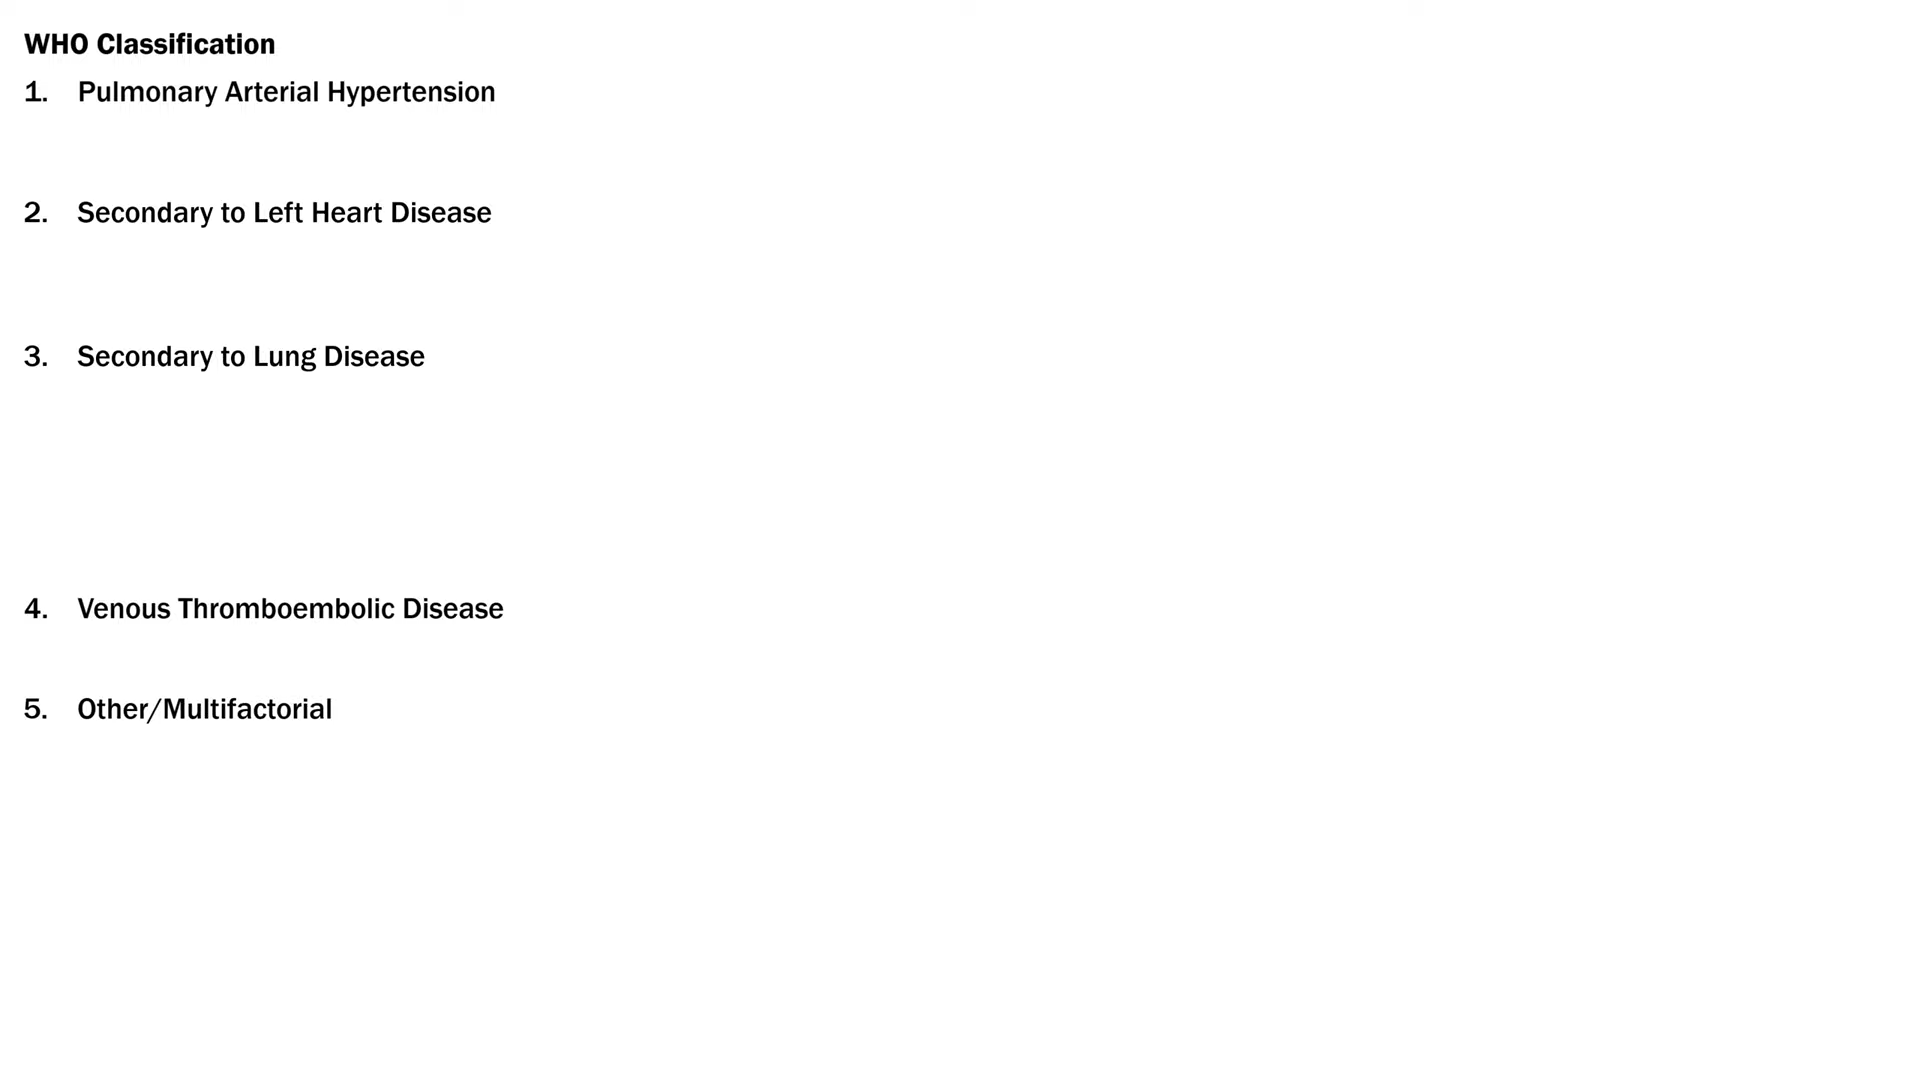 WHO Classification
1. Pulmonary Arterial Hypertension
2. Secondary to Left Heart Disease
3. Secondary to Lung Disease
4. Venous Thromboembolic Disease
5. Other/Multifactorial